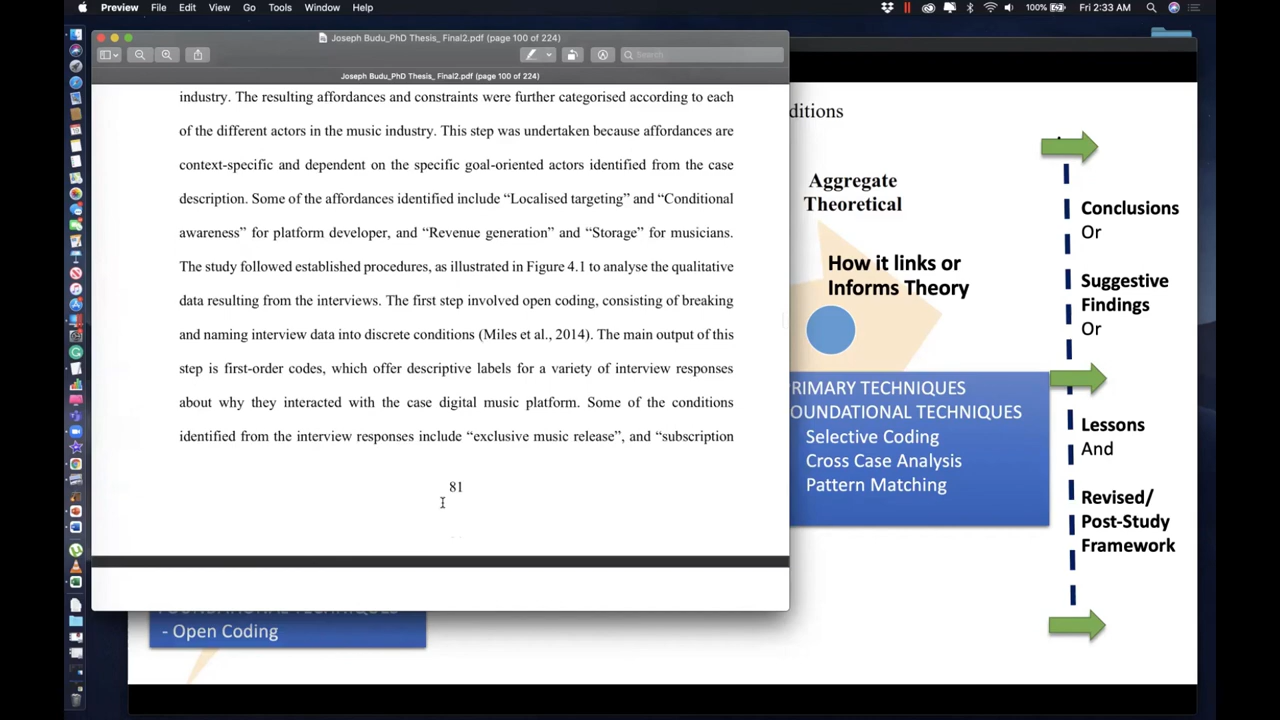 Preview File Edit View Go Tools Window Help
100% Fri 2:33 AM
Joseph Budu_PhD Thesis_ Final2.pdf (page 100 of 224)
Search
Joseph Budu_PhD Thesis_ Final2.pdf (page 100 of 224)
industry. The resulting affordances and constraints were further categorised according to each
of the different actors in the music industry. This step was undertaken because affordances are
context-specific and dependent on the specific goal-oriented actors identified from the case
description. Some of the affordances identified include “Localised targeting” and “Conditional
awareness” for platform developer, and “Revenue generation” and “Storage” for musicians.
The study followed established procedures, as illustrated in Figure 4.1 to analyse the qualitative
data resulting from the interviews. The first step involved open coding, consisting of breaking
and naming interview data into discrete conditions (Miles et al., 2014). The main output of this
step is first-order codes, which offer descriptive labels for a variety of interview responses
about why they interacted with the case digital music platform. Some of the conditions
identified from the interview responses include “exclusive music release”, and “subscription
81
ditions
Aggregate
Theoretical
How it links or
Informs Theory
RIMARY TECHNIQUES
OUNDATIONAL TECHNIQUES
Selective Coding
Cross Case Analysis
Pattern Matching
Conclusions
Or
Suggestive
Findings
Or
Lessons
And
Revised/
Post-Study
Framework
- Open Coding